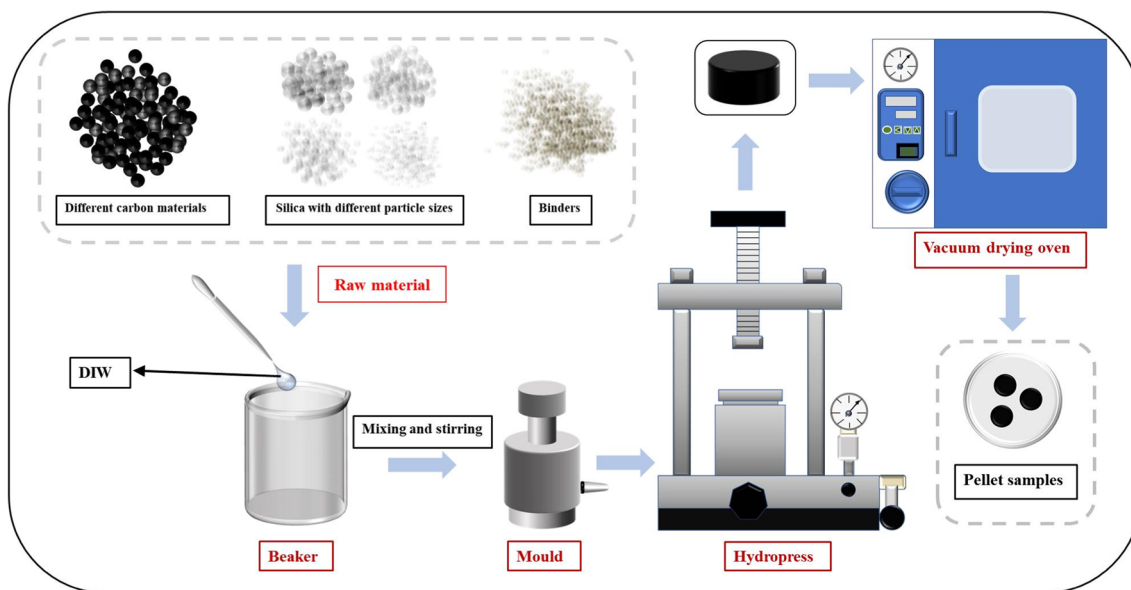 Different carbon materials
Silica with different particle sizes
Binders
Raw material
DIW
Mixing and stirring
Beaker
Mould
Hydropress
Vacuum drying oven
Pellet samples